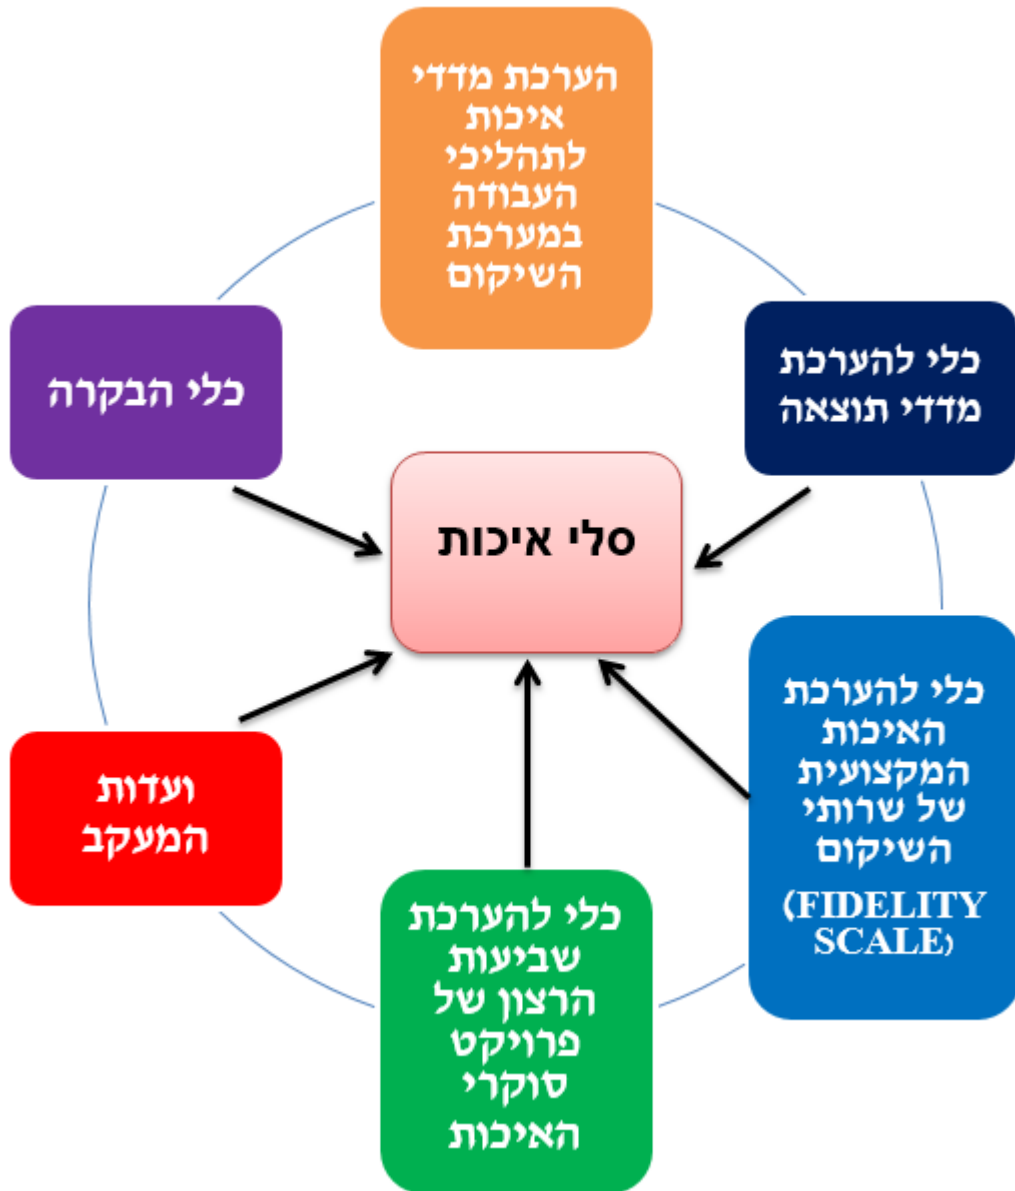 הערכת מדדי
איכות
לתהליכי
העבודה
במערכת
השיקום
כלי להערכת
מדדי תוצאה
כלי הבקרה
סלי איכות
כלי להערכת
האיכות
המקצועית
של שרותי
השיקום
(FIDELITY
SCALE)
ועדות
המעקב
כלי להערכת
שביעות
הרצון של
פרויקט
סוקרי
האיכות